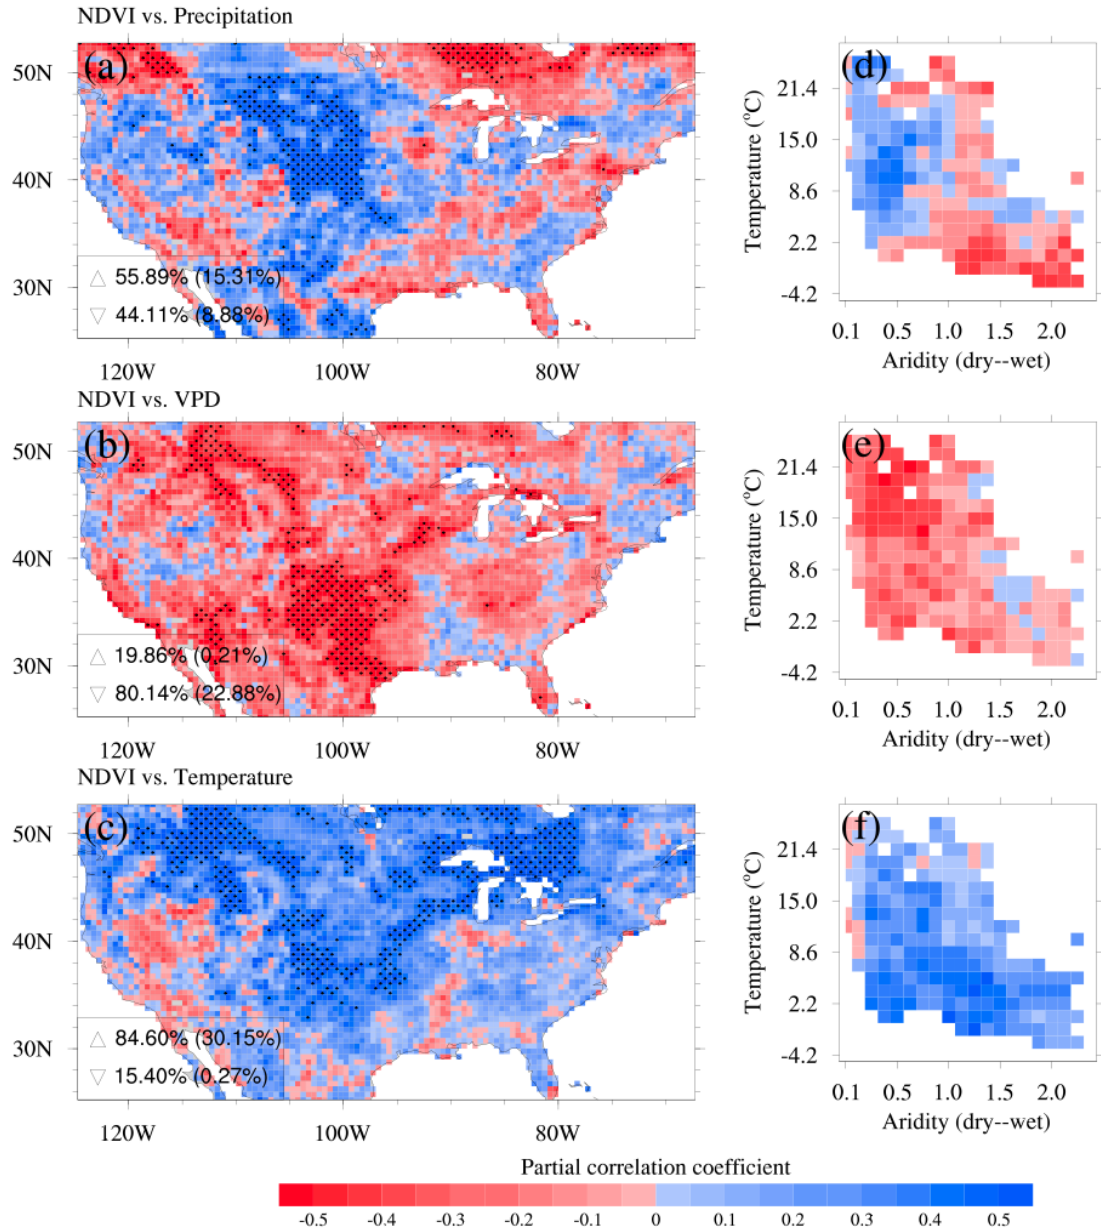 NDVI vs. Precipitation
(a)
50N
40N
30N
△ 55.89% (15.31%)
▽ 44.11% (8.88%)
120W 100W 80W
(d)
Temperature (°C)
21.4
15.0
8.6
2.2
-4.2
0.1 0.5 1.0 1.5 2.0
Aridity (dry--wet)
NDVI vs. VPD
(b)
50N
40N
30N
△ 19.86% (0.21%)
▽ 80.14% (22.88%)
120W 100W 80W
(e)
Temperature (°C)
21.4
15.0
8.6
2.2
-4.2
0.1 0.5 1.0 1.5 2.0
Aridity (dry--wet)
NDVI vs. Temperature
(c)
50N
40N
30N
△ 84.60% (30.15%)
▽ 15.40% (0.27%)
120W 100W 80W
(f)
Temperature (°C)
21.4
15.0
8.6
2.2
-4.2
0.1 0.5 1.0 1.5 2.0
Aridity (dry--wet)
Partial correlation coefficient
-0.5 -0.4 -0.3 -0.2 -0.1 0 0.1 0.2 0.3 0.4 0.5